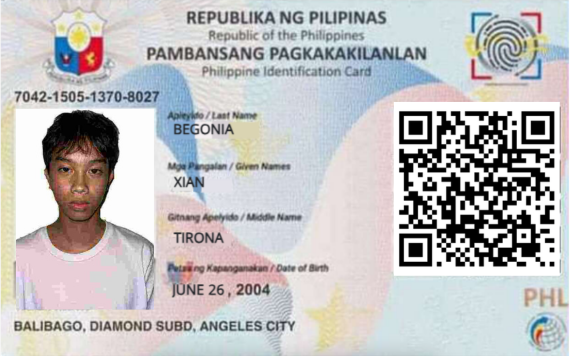 REPUBLIKA NG PILIPINAS
Republic of the Philippines
PAMBANSANG PAGKAKAKILANLAN
Philippine Identification Card
7042-1505-1370-8027
Apleyido / Last Name
BEGONIA
Mga Pangalan / Given Names
XIAN
Gitnang Apelyido / Middle Name
TIRONA
Petsa ng Kapanganakan / Date of Birth
JUNE 26 , 2004
PHL
BALIBAGO, DIAMOND SUBD, ANGELES CITY